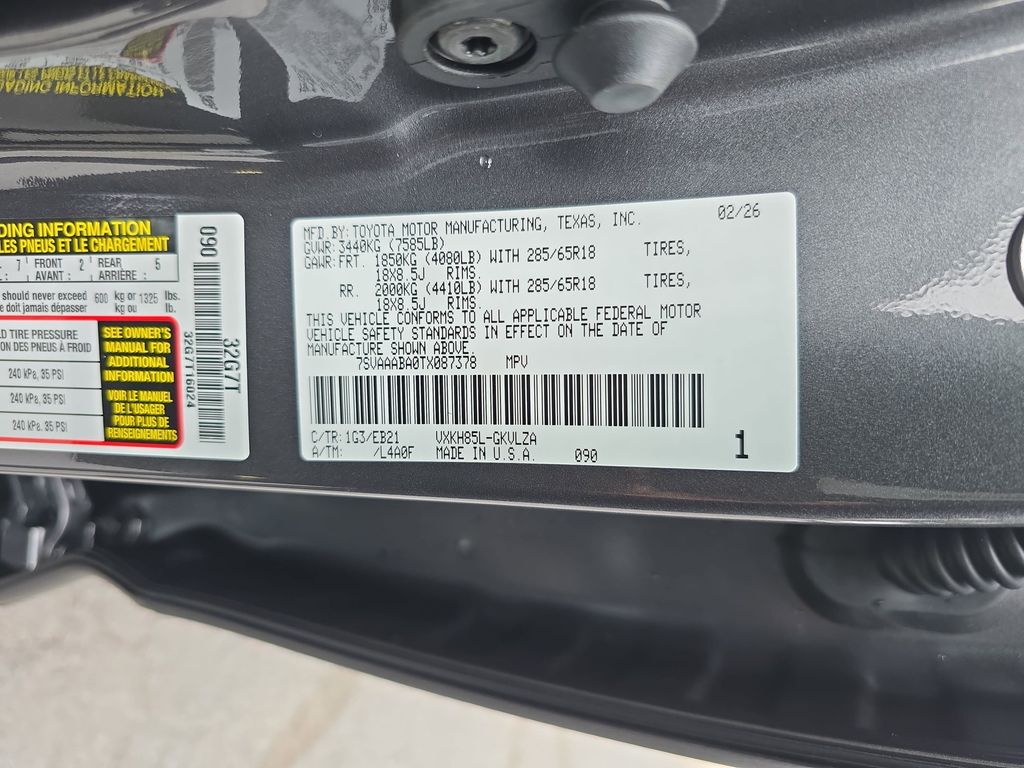 DING INFORMATION
LES PNEUS ET LE CHARGEMENT
7 FRONT 2 REAR 5
AVANT : ARRIÈRE :
should never exceed 600 kg or 1325 lbs.
e doit jamais dépasser kg ou lb.
D TIRE PRESSURE
ION DES PNEUS À FROID
240 kPa, 35 PSI
240 kPa, 35 PSI
240 kPa, 35 PSI
SEE OWNER'S
MANUAL FOR
ADDITIONAL
INFORMATION
VOIR LE MANUEL
DE L'USAGER
POUR PLUS DE
RENSEIGNEMENTS
090
32G7T
32G7T16024
MFD.BY:TOYOTA MOTOR MANUFACTURING, TEXAS, INC. 02/26
GVWR:3440KG (7585LB)
GAWR:FRT. 1850KG (4080LB) WITH 285/65R18 TIRES,
18X8.5J RIMS.
RR. 2000KG (4410LB) WITH 285/65R18 TIRES,
18X8.5J RIMS.
THIS VEHICLE CONFORMS TO ALL APPLICABLE FEDERAL MOTOR
VEHICLE SAFETY STANDARDS IN EFFECT ON THE DATE OF
MANUFACTURE SHOWN ABOVE.
7SVAAABA0TX087378 MPV
C/TR:1G3/EB21 VXKH85L-GKVLZA
A/TM: /L4A0F MADE IN U.S.A. 090 1